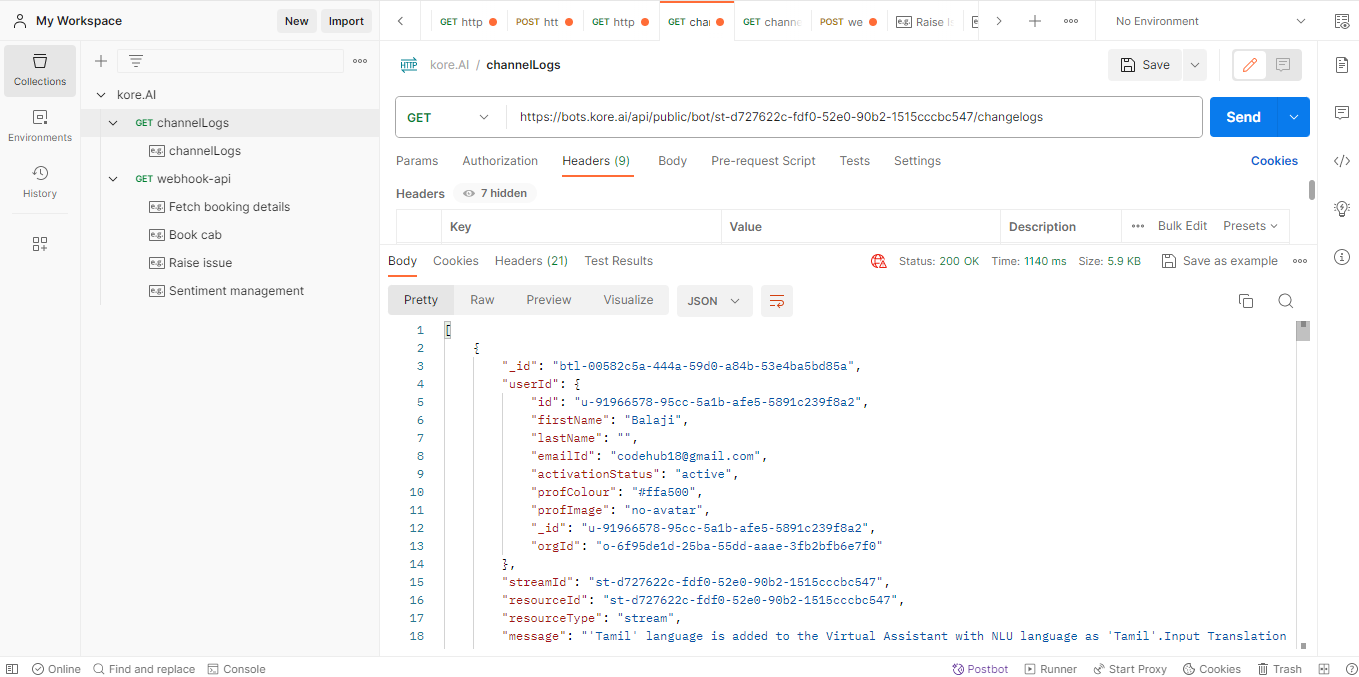 My Workspace New Import
GET http POST htt GET http GET chan GET channe POST we e.g. Raise Is No Environment
Collections
Environments
History
kore.AI
GET channelLogs
e.g. channelLogs
GET webhook-api
e.g. Fetch booking details
e.g. Book cab
e.g. Raise issue
e.g. Sentiment management
HTTP kore.AI / channelLogs Save
GET https://bots.kore.ai/api/public/bot/st-d727622c-fdf0-52e0-90b2-1515cccbc547/changelogs Send
Params Authorization Headers (9) Body Pre-request Script Tests Settings Cookies
Headers 7 hidden
Key Value Description Bulk Edit Presets
Body Cookies Headers (21) Test Results Status: 200 OK Time: 1140 ms Size: 5.9 KB Save as example
Pretty Raw Preview Visualize JSON
1 [
2 {
3 "_id": "btl-00582c5a-444a-59d0-a84b-53e4ba5bd85a",
4 "userId": {
5 "id": "u-91966578-95cc-5a1b-afe5-5891c239f8a2",
6 "firstName": "Balaji",
7 "lastName": "",
8 "emailId": "codehub18@gmail.com",
9 "activationStatus": "active",
10 "profColour": "#ffa500",
11 "profImage": "no-avatar",
12 "_id": "u-91966578-95cc-5a1b-afe5-5891c239f8a2",
13 "orgId": "o-6f95de1d-25ba-55dd-aaae-3fb2bfb6e7f0"
14 },
15 "streamId": "st-d727622c-fdf0-52e0-90b2-1515cccbc547",
16 "resourceId": "st-d727622c-fdf0-52e0-90b2-1515cccbc547",
17 "resourceType": "stream",
18 "message": "'Tamil' language is added to the Virtual Assistant with NLU language as 'Tamil'.Input Translation
Online Find and replace Console Postbot Runner Start Proxy Cookies Trash